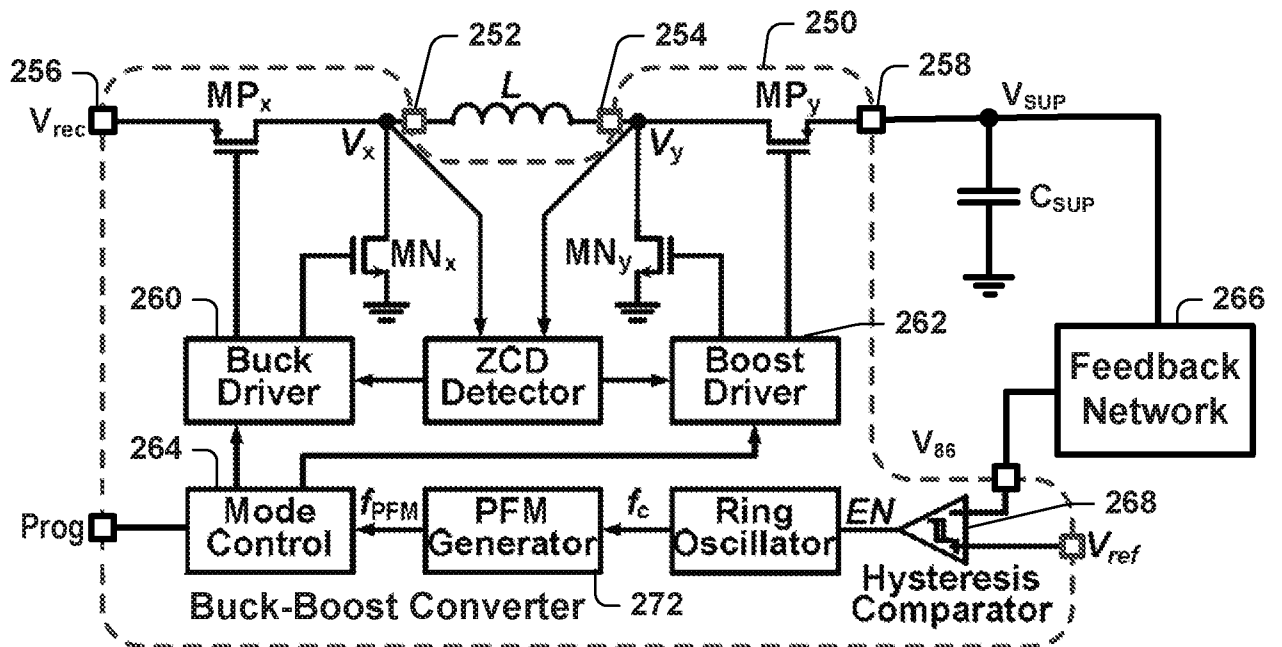 252
254
250
256
258
MPx
L
MPy
Vrec
VSUP
Vx
Vy
CSUP
MNx
MNy
260
262
266
Buck
Driver
ZCD
Detector
Boost
Driver
Feedback
Network
264
V86
Prog
Mode
Control
fPFM
PFM
Generator
fc
Ring
Oscillator
EN
268
Vref
Buck-Boost Converter
272
Hysteresis
Comparator